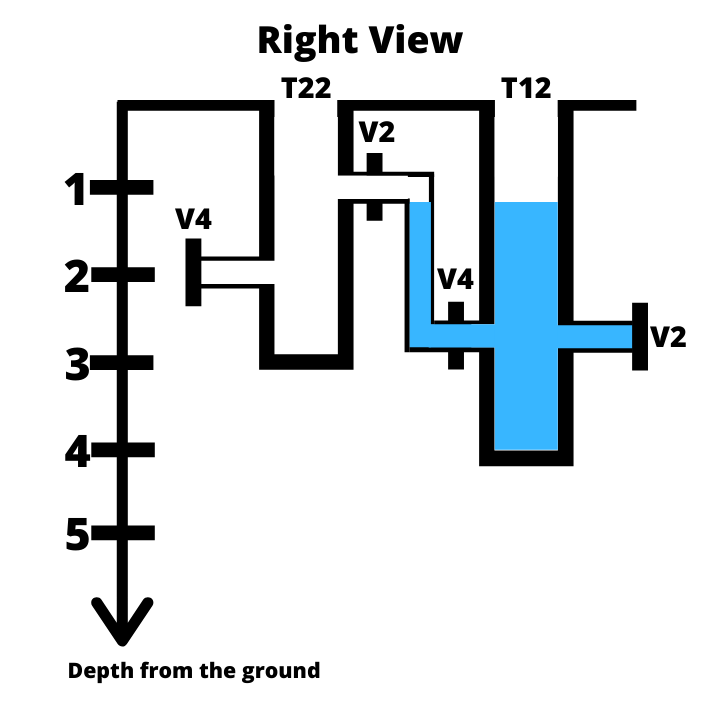 Right View
T22
T12
V2
1
V4
2
V4
3
V2
4
5
Depth from the ground